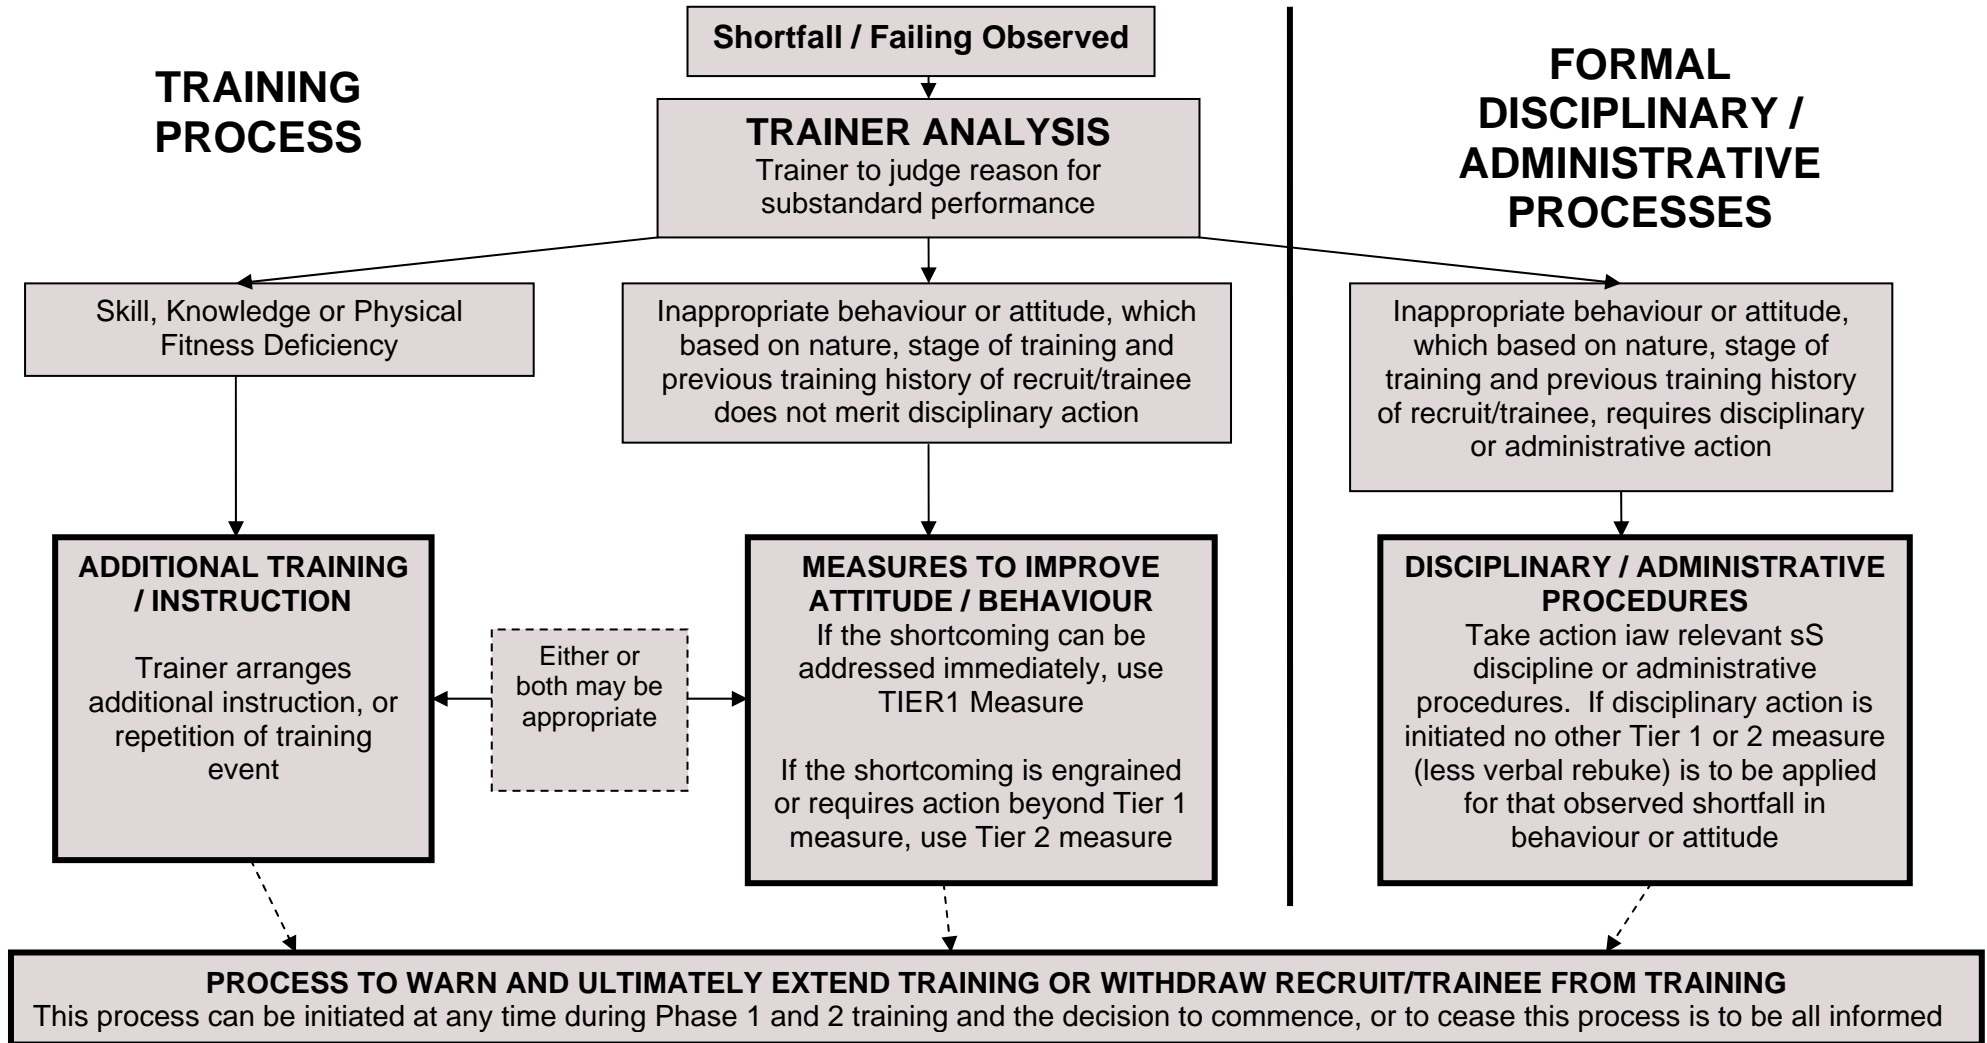 Shortfall / Failing Observed
TRAINING
PROCESS
FORMAL
DISCIPLINARY /
ADMINISTRATIVE
PROCESSES
TRAINER ANALYSIS
Trainer to judge reason for
substandard performance
Skill, Knowledge or Physical
Fitness Deficiency
Inappropriate behaviour or attitude, which
based on nature, stage of training and
previous training history of recruit/trainee
does not merit disciplinary action
Inappropriate behaviour or attitude,
which based on nature, stage of
training and previous training history
of recruit/trainee, requires disciplinary
or administrative action
ADDITIONAL TRAINING
/ INSTRUCTION
Trainer arranges
additional instruction, or
repetition of training
event
Either or
both may be
appropriate
MEASURES TO IMPROVE
ATTITUDE / BEHAVIOUR
If the shortcoming can be
addressed immediately, use
TIER1 Measure
If the shortcoming is engrained
or requires action beyond Tier 1
measure, use Tier 2 measure
DISCIPLINARY / ADMINISTRATIVE
PROCEDURES
Take action iaw relevant sS
discipline or administrative
procedures.  If disciplinary action is
initiated no other Tier 1 or 2 measure
(less verbal rebuke) is to be applied
for that observed shortfall in
behaviour or attitude
PROCESS TO WARN AND ULTIMATELY EXTEND TRAINING OR WITHDRAW RECRUIT/TRAINEE FROM TRAINING
This process can be initiated at any time during Phase 1 and 2 training and the decision to commence, or to cease this process is to be all informed